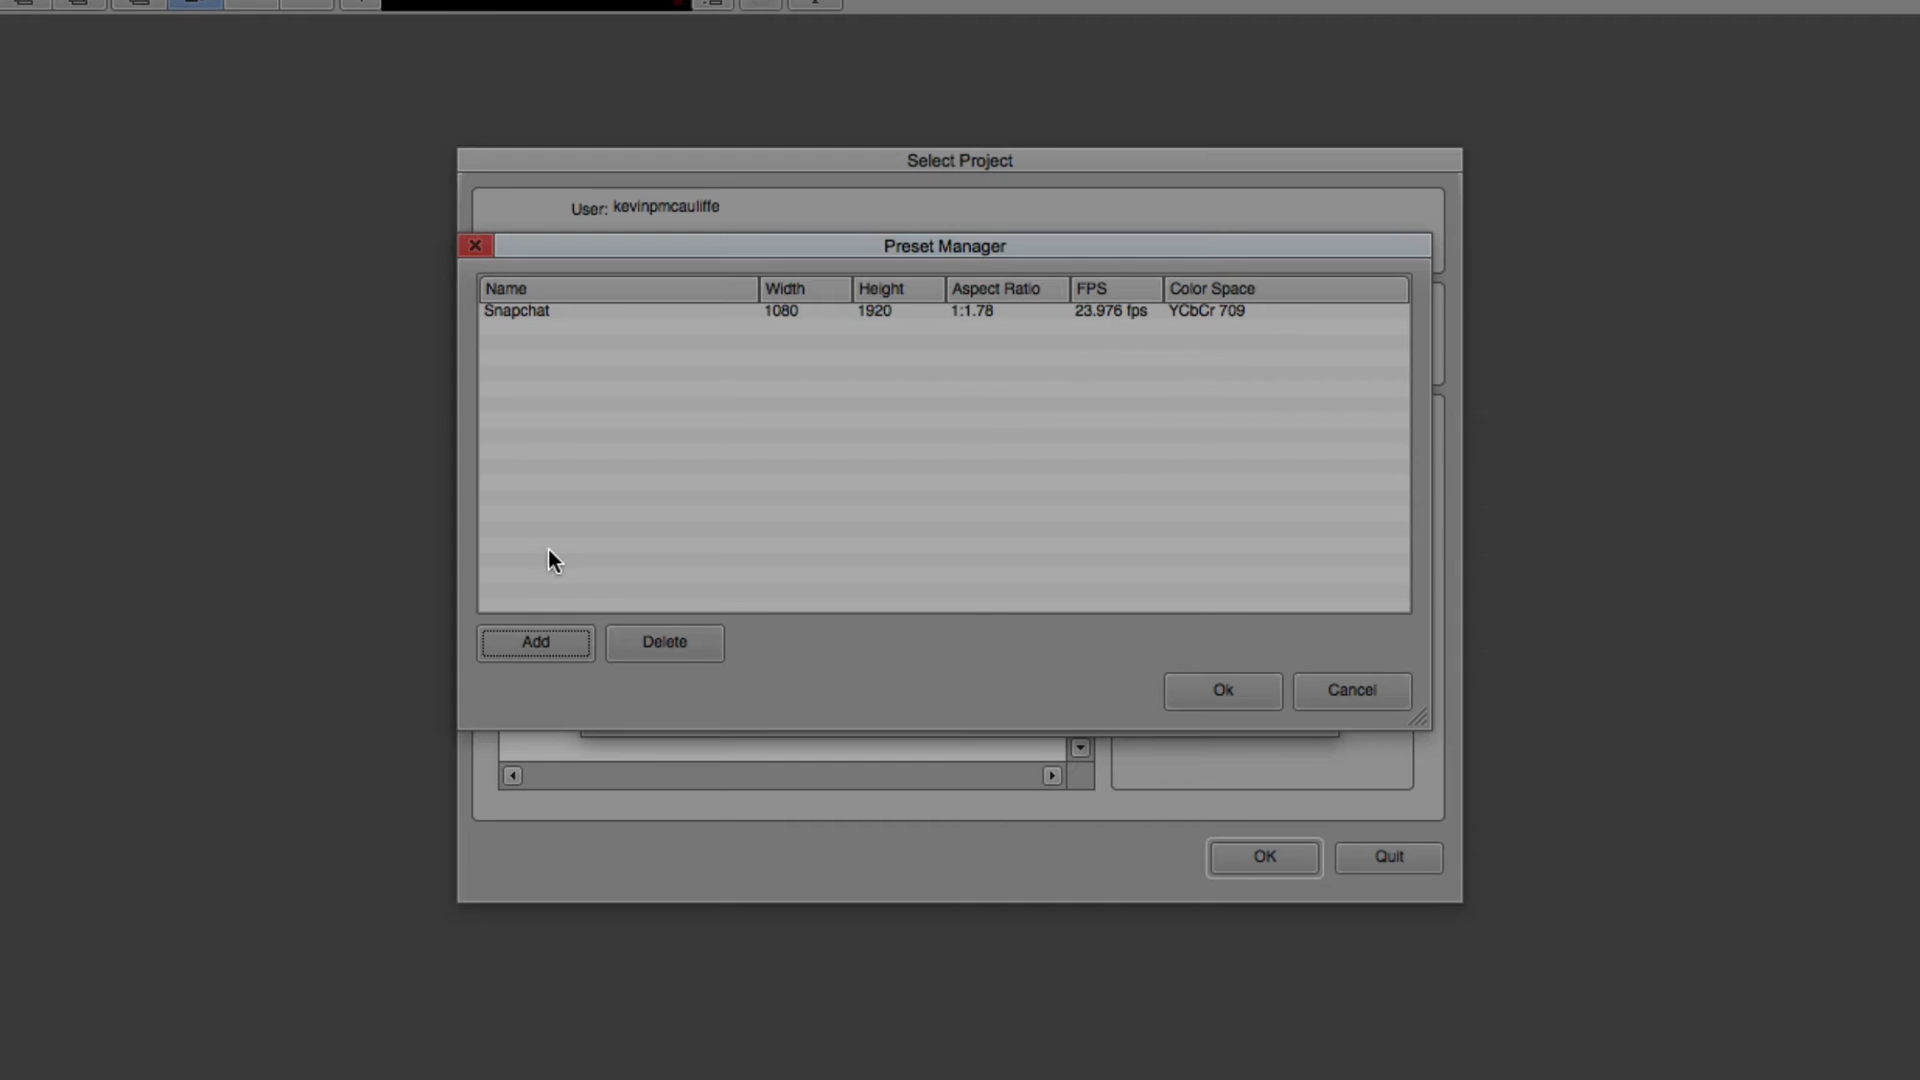 Select Project
User: kevinpmcauliffe
Preset Manager
Name Width Height Aspect Ratio FPS Color Space
Snapchat 1080 1920 1:1.78 23.976 fps YCbCr 709
Add Delete
Ok Cancel
OK Quit